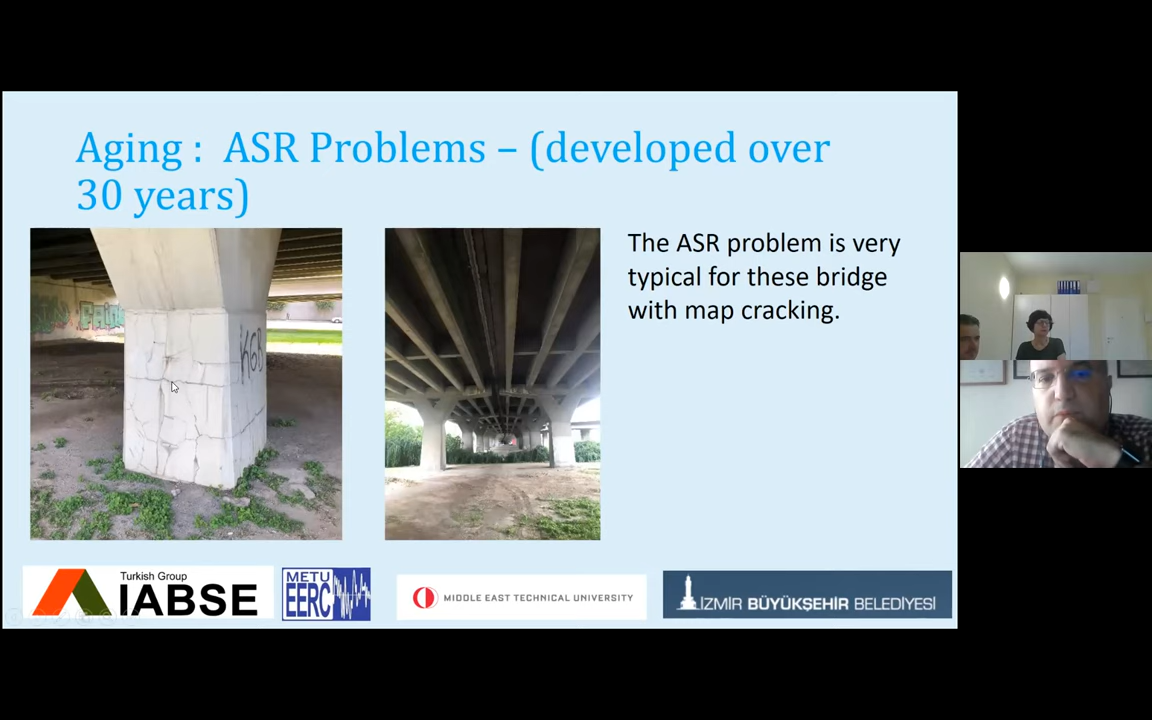 Aging :  ASR Problems – (developed over
30 years)
The ASR problem is very
typical for these bridge
with map cracking.
KGB
Turkish Group
IABSE
METU
EERC
MIDDLE EAST TECHNICAL UNIVERSITY
İZMİR BÜYÜKŞEHİR BELEDİYESİ